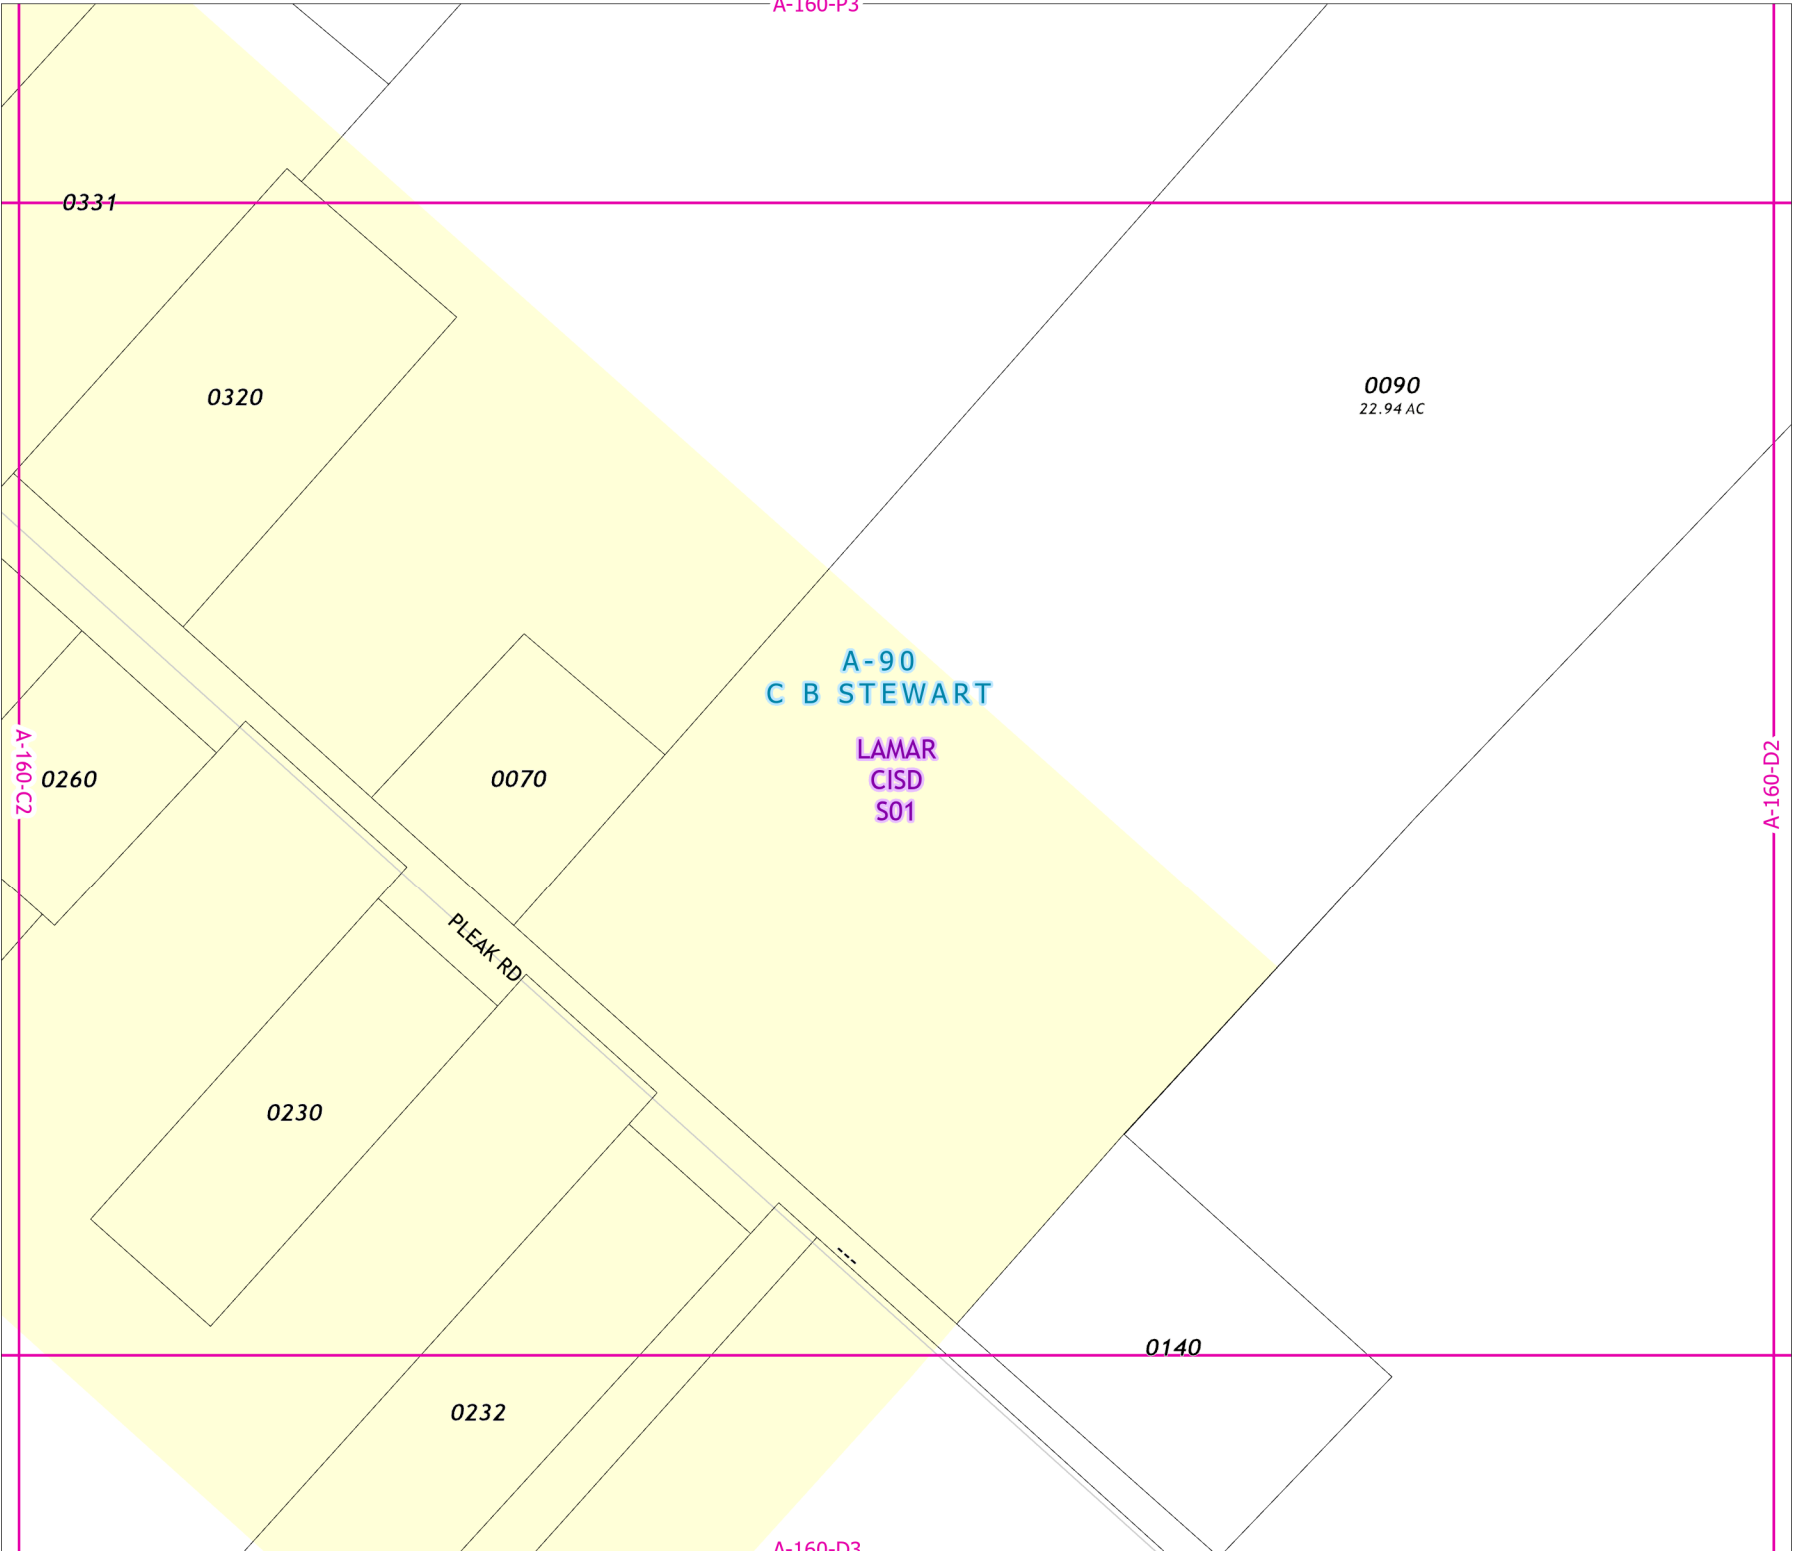 A-160-P3
0331
0320
0090
22.94 AC
A-90
C B STEWART
LAMAR
CISD
S01
A-160-C2
0260
0070
A-160-D2
PLEAK RD
0230
---
0140
0232
A-160-D3